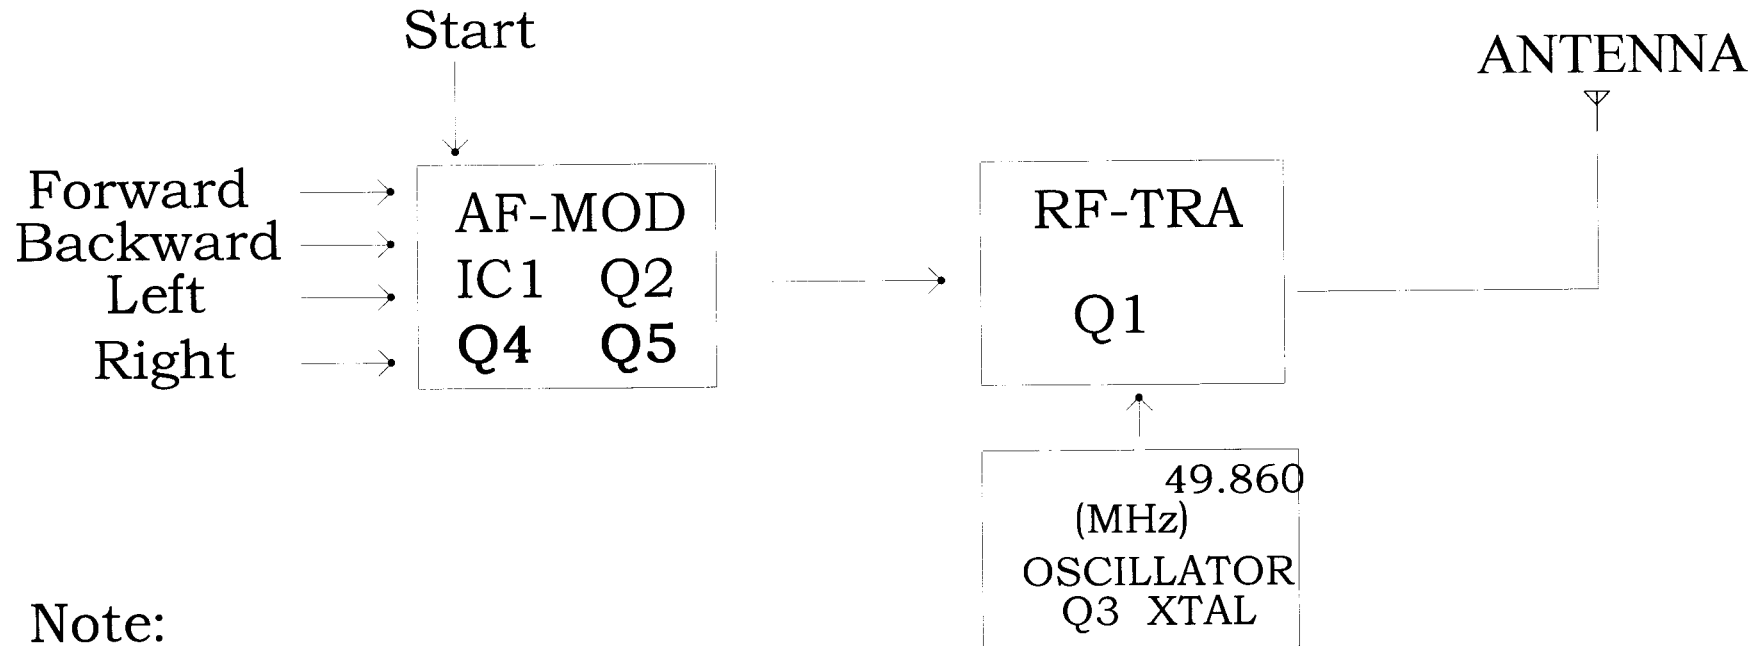 Start
ANTENNA
Forward
Backward
Left
Right
AF-MOD
IC1 Q2
Q4 Q5
RF-TRA
Q1
49.860
(MHz)
OSCILLATOR
Q3 XTAL
Note: